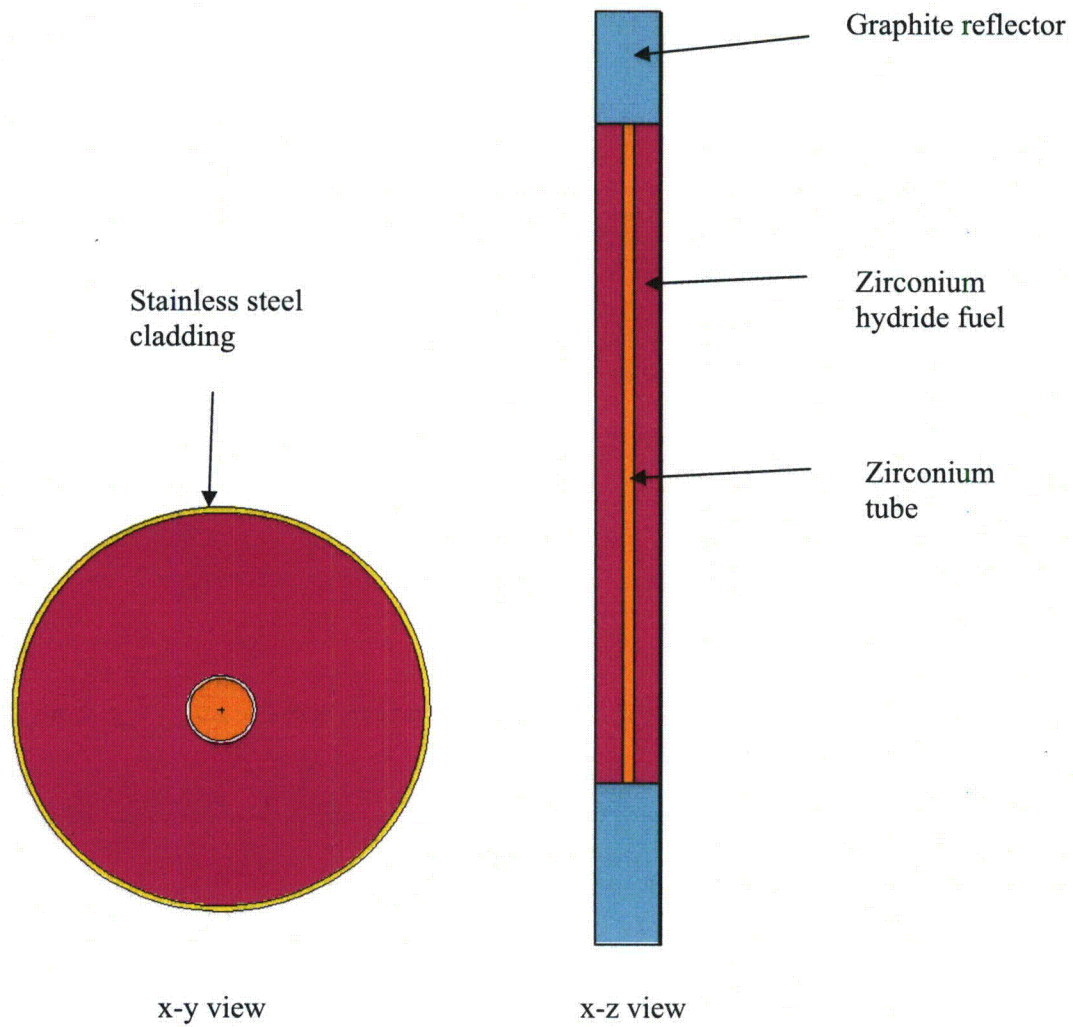 Graphite reflector
Zirconium
hydride fuel
Stainless steel
cladding
Zirconium
tube
x-y view
x-z view